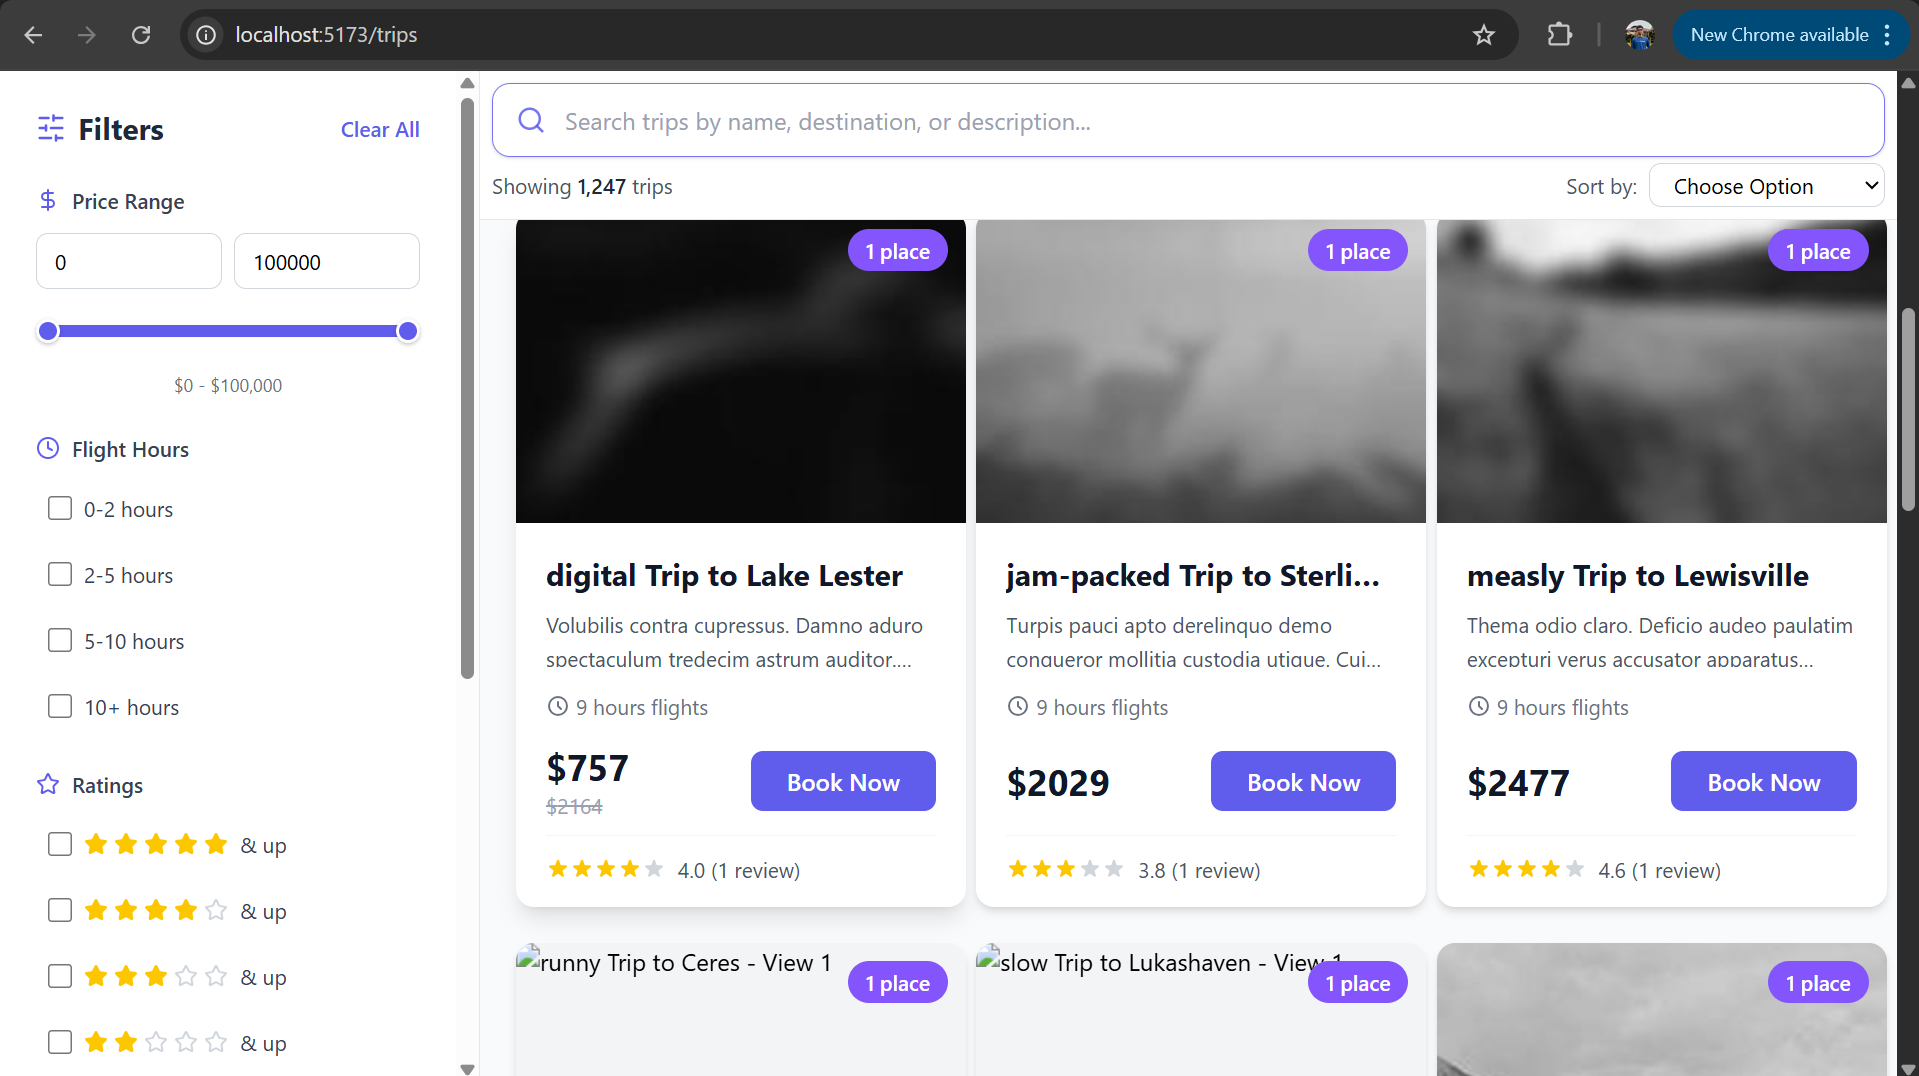 localhost:5173/trips
New Chrome available
Filters
Clear All
Price Range
0
100000
$0 - $100,000
Flight Hours
0-2 hours
2-5 hours
5-10 hours
10+ hours
Ratings
& up
& up
& up
& up
Search trips by name, destination, or description...
Showing 1,247 trips
Sort by:
Choose Option
1 place
digital Trip to Lake Lester
Volubilis contra cupressus. Damno aduro
spectaculum tredecim astrum auditor....
9 hours flights
$757
$2164
Book Now
4.0 (1 review)
1 place
jam-packed Trip to Sterli...
Turpis pauci apto derelinquo demo
conqueror mollitia custodia utique. Cui...
9 hours flights
$2029
Book Now
3.8 (1 review)
1 place
measly Trip to Lewisville
Thema odio claro. Deficio audeo paulatim
excepturi verus accusator apparatus...
9 hours flights
$2477
Book Now
4.6 (1 review)
runny Trip to Ceres - View 1
1 place
slow Trip to Lukashaven - View 1
1 place
1 place